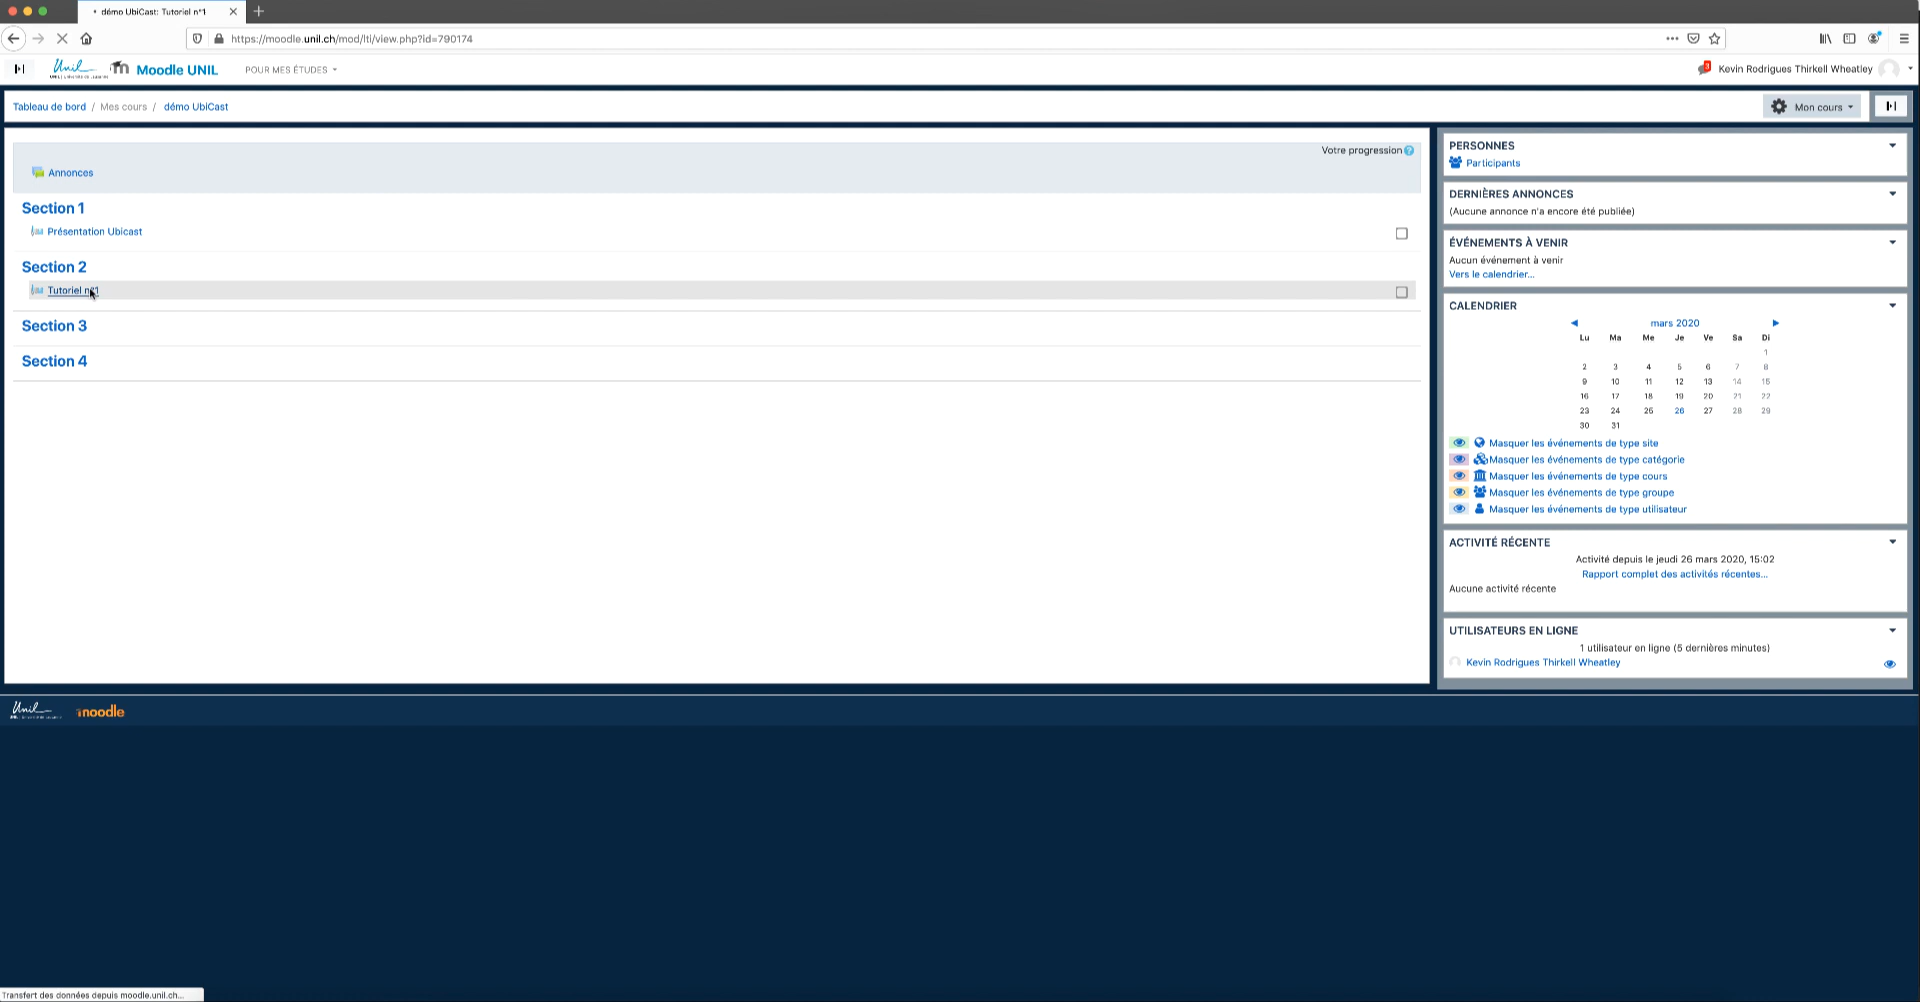 démo UbiCast: Tutoriel n°1
https://moodle.unil.ch/mod/lti/view.php?id=790174
Unil
Moodle UNIL
POUR MES ÉTUDES
3
Kevin Rodrigues Thirkell Wheatley
Tableau de bord / Mes cours / démo UbiCast
Mon cours
Votre progression
Annonces
Section 1
Présentation Ubicast
Section 2
Tutoriel n°1
Section 3
Section 4
PERSONNES
Participants
DERNIÈRES ANNONCES
(Aucune annonce n'a encore été publiée)
ÉVÉNEMENTS À VENIR
Aucun événement à venir
Vers le calendrier...
CALENDRIER
mars 2020
Lu Ma Me Je Ve Sa Di
1
2 3 4 5 6 7 8
9 10 11 12 13 14 15
16 17 18 19 20 21 22
23 24 25 26 27 28 29
30 31
Masquer les événements de type site
Masquer les événements de type catégorie
Masquer les événements de type cours
Masquer les événements de type groupe
Masquer les événements de type utilisateur
ACTIVITÉ RÉCENTE
Activité depuis le jeudi 26 mars 2020, 15:02
Rapport complet des activités récentes...
Aucune activité récente
UTILISATEURS EN LIGNE
1 utilisateur en ligne (5 dernières minutes)
Kevin Rodrigues Thirkell Wheatley
Unil
moodle
Transfert des données depuis moodle.unil.ch...